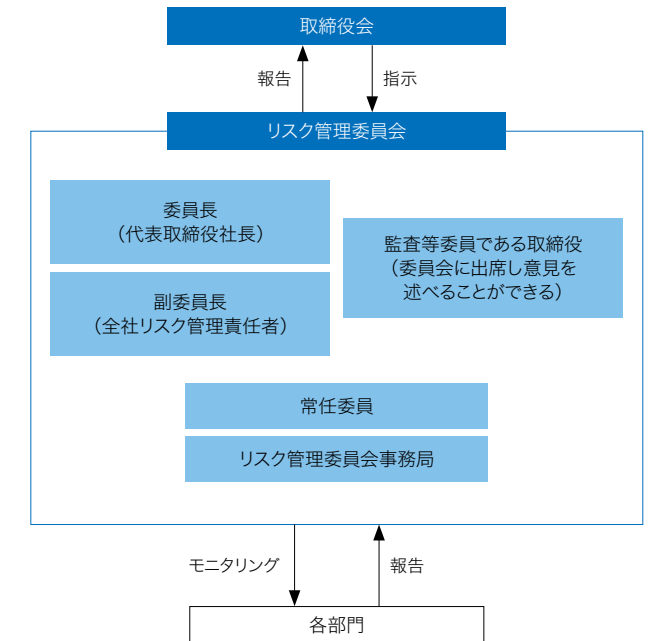 取締役会
報告
指示
リスク管理委員会
委員長
（代表取締役社長）
監査等委員である取締役
（委員会に出席し意見を
述べることができる）
副委員長
（全社リスク管理責任者）
常任委員
リスク管理委員会事務局
モニタリング
報告
各部門